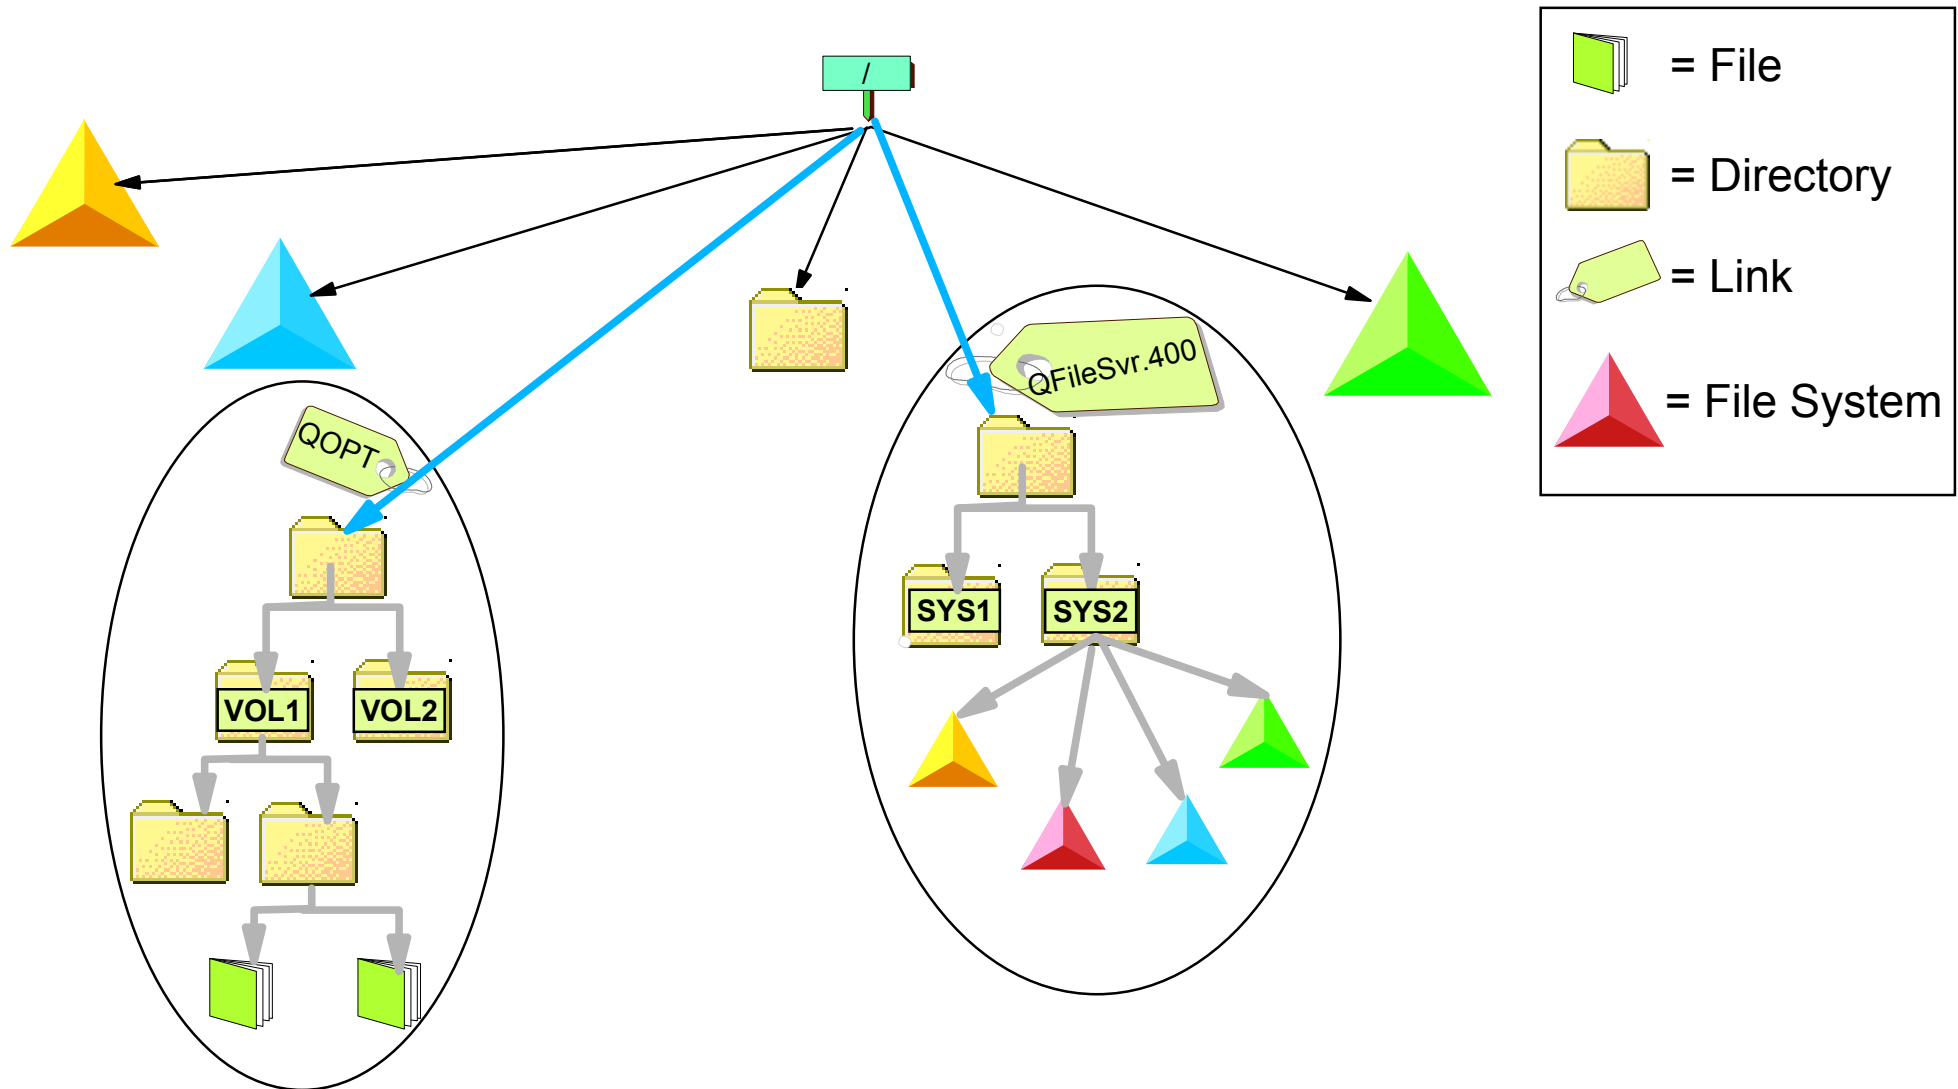 /
= File
= Directory
= Link
= File System
QFileSvr.400
QOPT
SYS1
SYS2
VOL1
VOL2